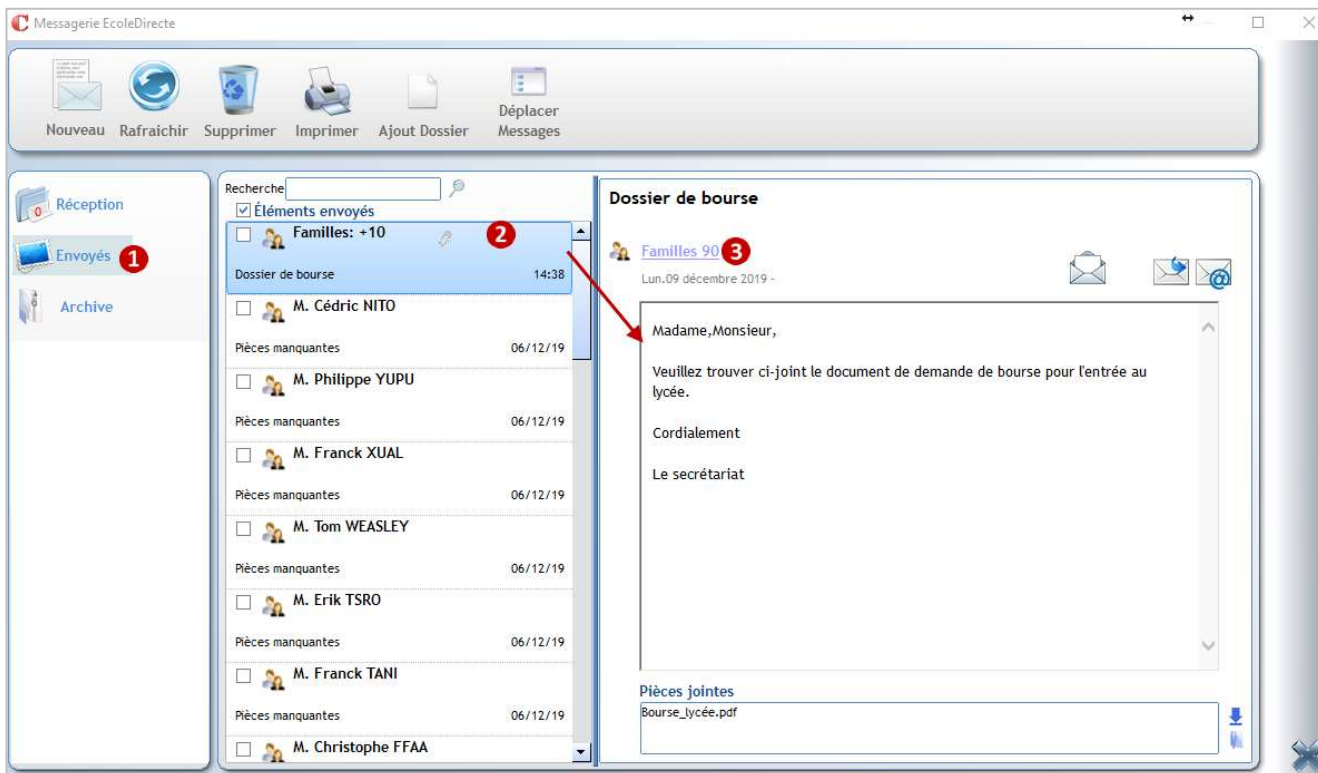 Messagerie EcoleDirecte
Nouveau
Rafraichir
Supprimer
Imprimer
Ajout Dossier
Déplacer
Messages
0
Réception
Envoyés
1
Archive
Recherche
Éléments envoyés
Familles: +10
2
Dossier de bourse 14:38
M. Cédric NITO
Pièces manquantes 06/12/19
M. Philippe YUPU
Pièces manquantes 06/12/19
M. Franck XUAL
Pièces manquantes 06/12/19
M. Tom WEASLEY
Pièces manquantes 06/12/19
M. Erik TSRO
Pièces manquantes 06/12/19
M. Franck TANI
Pièces manquantes 06/12/19
M. Christophe FFAA
Dossier de bourse
Familles 90
3
Lun.09 décembre 2019 -
Madame,Monsieur,
Veuillez trouver ci-joint le document de demande de bourse pour l'entrée au
lycée.
Cordialement
Le secrétariat
Pièces jointes
Bourse_lycée.pdf